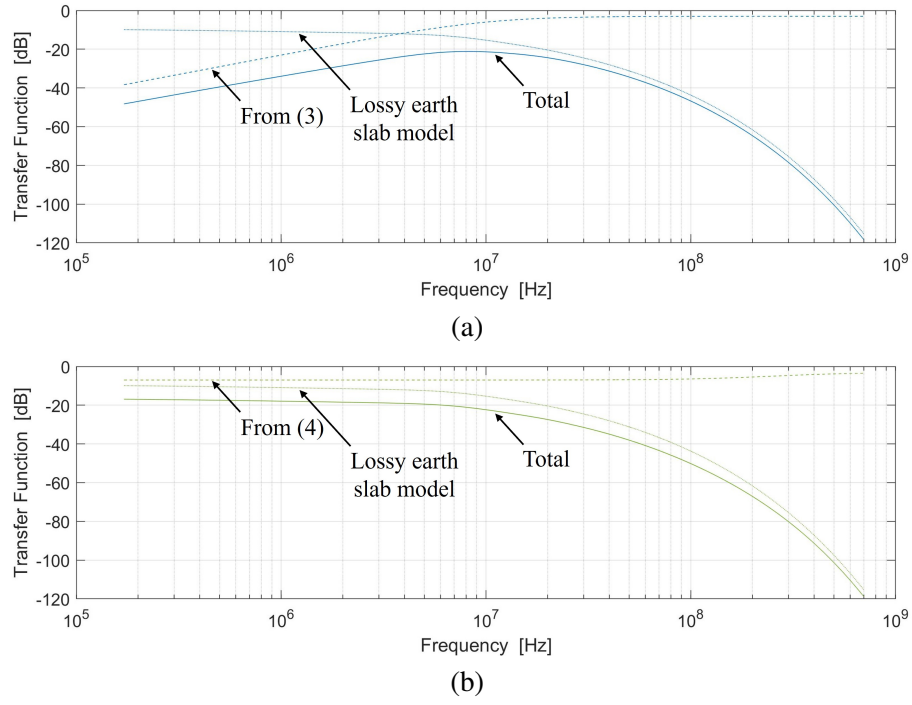 0
-20
-40
-60
-80
-100
-120
Transfer Function [dB]
From (3)
Lossy earth
slab model
Total
10^5
10^6
10^7
10^8
10^9
Frequency [Hz]
(a)
0
-20
-40
-60
-80
-100
-120
Transfer Function [dB]
From (4)
Lossy earth
slab model
Total
10^5
10^6
10^7
10^8
10^9
Frequency [Hz]
(b)